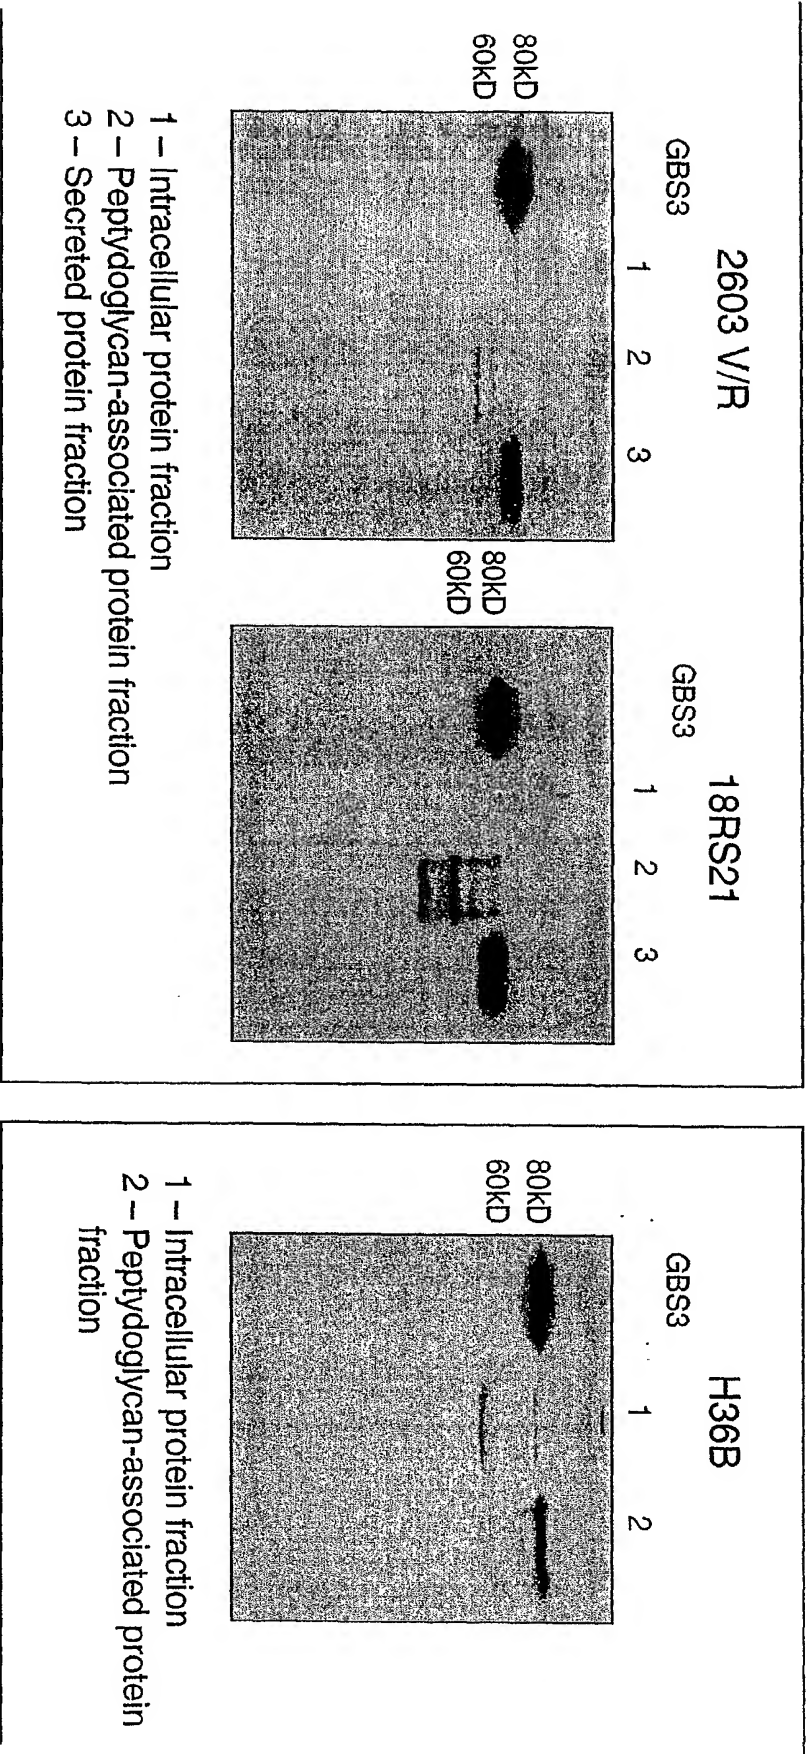 2603 V/R
GBS3 1 2 3
80kD
60kD
1 – Intracellular protein fraction
2 – Peptydoglycan-associated protein fraction
3 – Secreted protein fraction
18RS21
GBS3 1 2 3
80kD
60kD
H36B
GBS3 1 2
80kD
60kD
1 – Intracellular protein fraction
2 – Peptydoglycan-associated protein
fraction